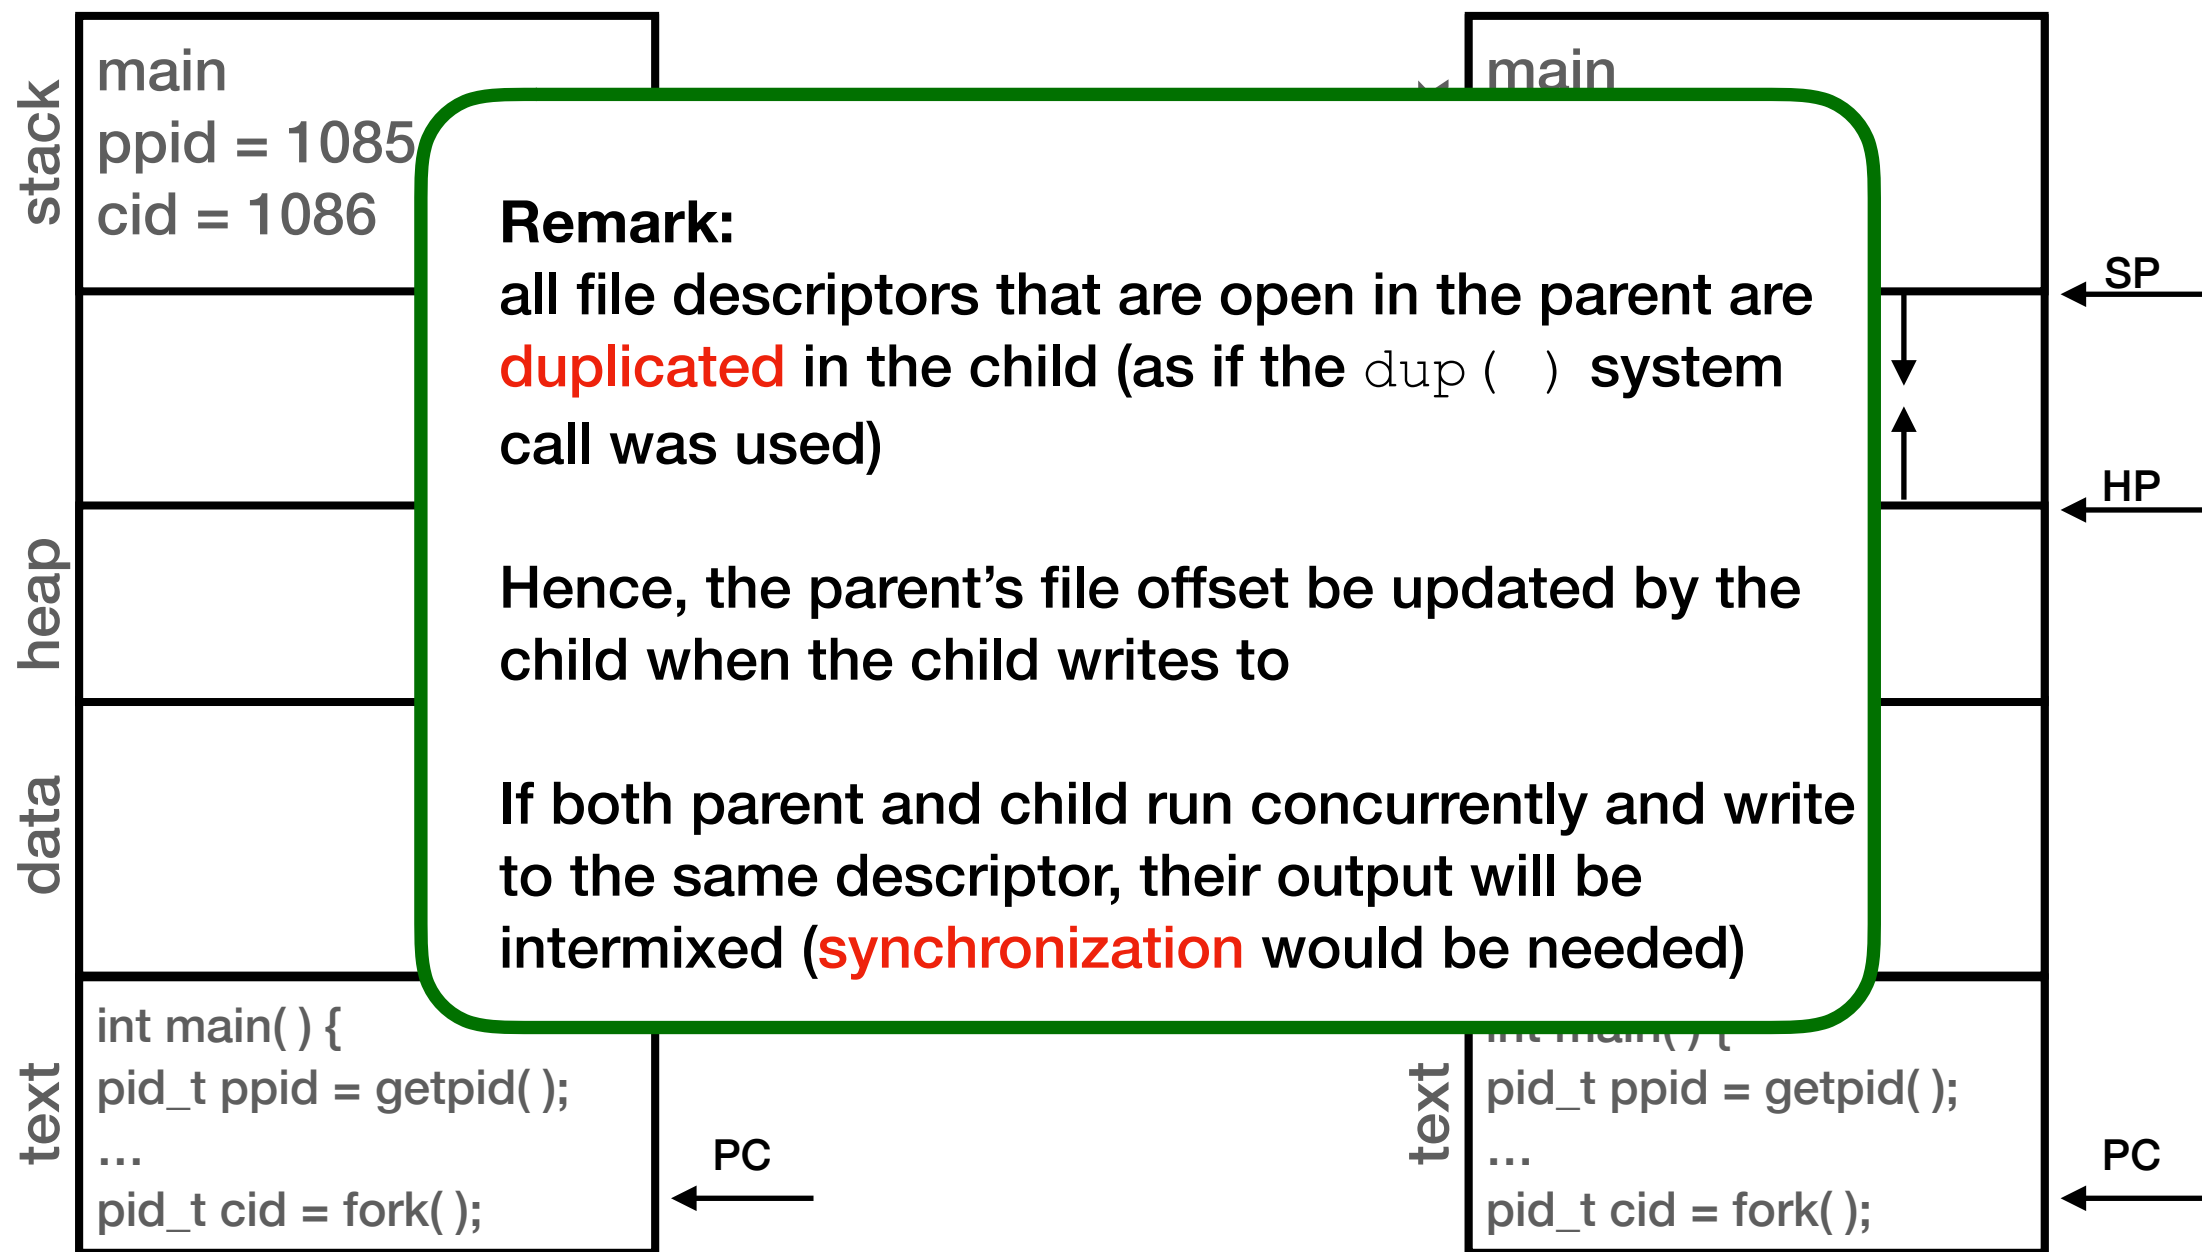 stack
main
ppid = 1085
cid = 1086
heap
data
text
int main( ) {
pid_t ppid = getpid( );
...
pid_t cid = fork( );
PC
Remark:
all file descriptors that are open in the parent are
duplicated in the child (as if the dup( ) system
call was used)
Hence, the parent’s file offset be updated by the
child when the child writes to
If both parent and child run concurrently and write
to the same descriptor, their output will be
intermixed (synchronization would be needed)
main
SP
HP
text
int main( ) {
pid_t ppid = getpid( );
...
pid_t cid = fork( );
PC